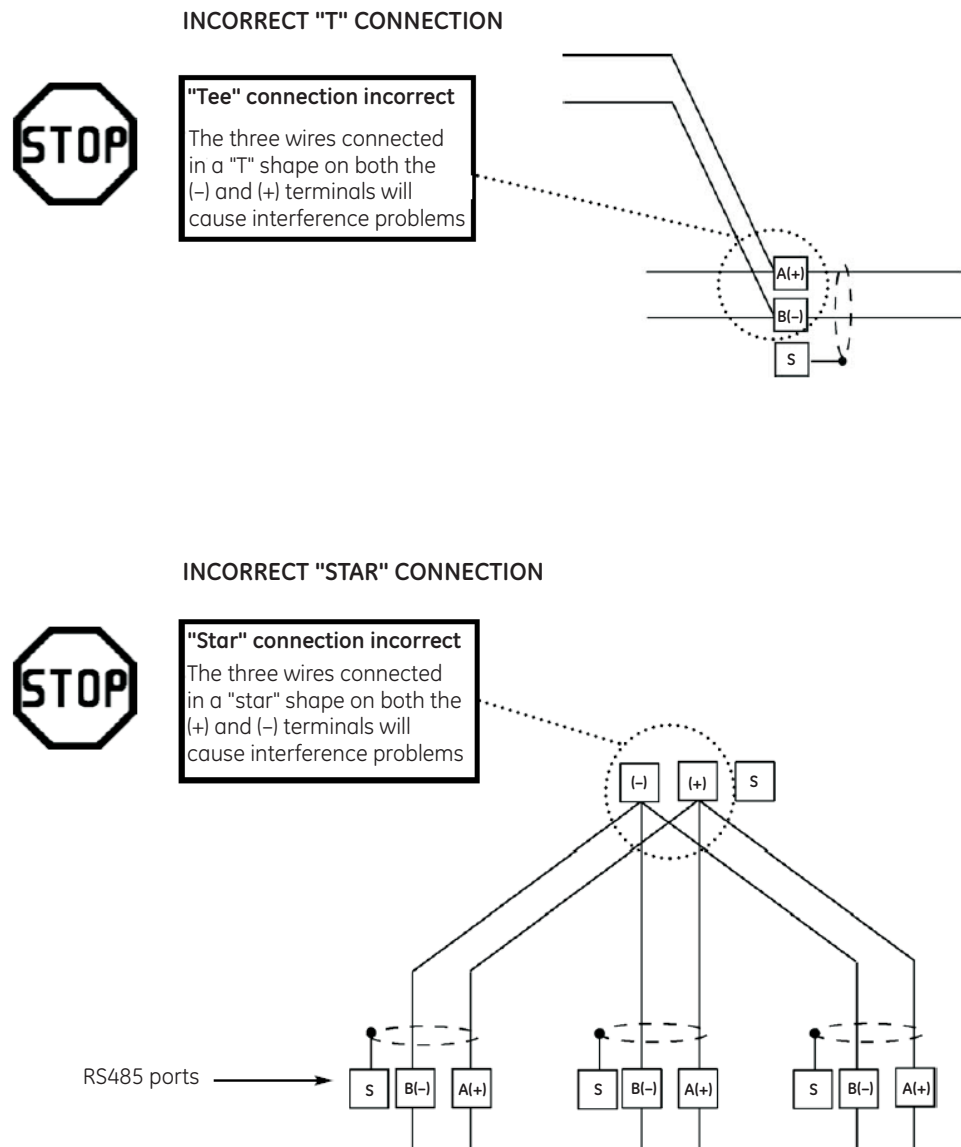 INCORRECT "T" CONNECTION
STOP
"Tee" connection incorrect
The three wires connected
in a "T" shape on both the
(–) and (+) terminals will
cause interference problems
A(+)
B(–)
S
INCORRECT "STAR" CONNECTION
STOP
"Star" connection incorrect
The three wires connected
in a "star" shape on both the
(+) and (–) terminals will
cause interference problems
(–) (+) S
RS485 ports
S B(–) A(+) S B(–) A(+) S B(–) A(+)